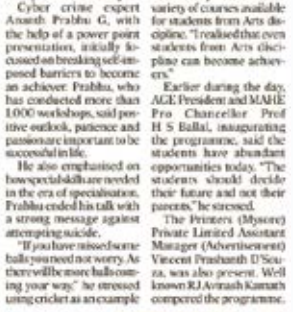 Cyber crime expert
Ananth Prabhu G, with
the help of a power point
presentation, initially fo-
cussed on breaking self-im-
posed barriers to become
an achiever. Prabhu, who
has conducted more than
1,000 workshops, said pos-
itive outlook, patience and
passion are important to be
successful in life.
He also emphasised on
how special skills are needed
in the era of specialisation.
Prabhu ended his talk with
a strong message against
attempting suicide.
"If you have missed some
balls you need not worry. As
there will be more balls com-
ing your way," he stressed
using cricket as an example
variety of courses available
for students from Arts dis-
cipline. "I realised that even
students from Arts disci-
pline can become achiev-
ers."
Earlier during the day,
AGE President and MAHE
Pro Chancellor Prof
H S Ballal, inaugurating
the programme, said the
students have abundant
opportunities today. "The
students should decide
their future and not their
parents," he stressed.
The Printers (Mysore)
Private Limited Assistant
Manager (Advertisement)
Vincent Prashanth D'Sou-
za, was also present. Well
known RJ Avinash Kamath
compered the programme.